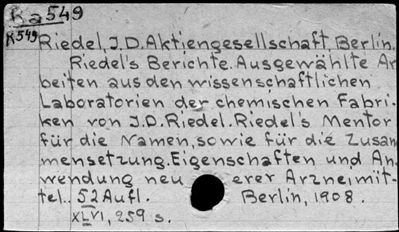 Ra549
R549
Riedel, J.D. Aktiengesellschaft, Berlin.
Riedel's Berichte. Ausgewählte Ar
beiten aus den wissenschaftlichen
Laboratorien der chemischen Fabri-
ken von J.D. Riedel. Riedel's Mentor
für die Namen, sowie für die Zusam
mensetzung. Eigenschaften und An-
wendung neu erer Arzneimit-
tel. 52 Aufl. Berlin, 1908.
XLVI, 259 s.